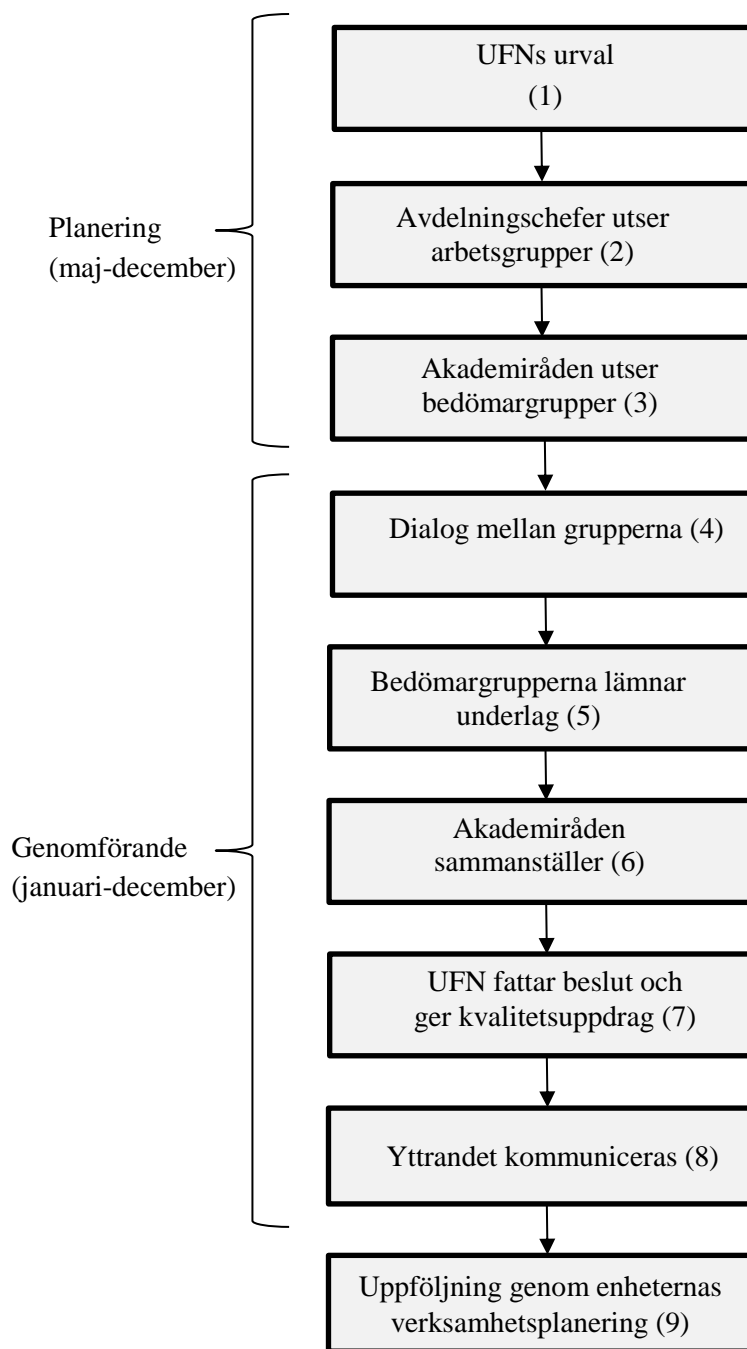 UFNs urval
(1)
Planering
(maj-december)
Avdelningschefer utser
arbetsgrupper (2)
Akademiråden utser
bedömargrupper (3)
Dialog mellan grupperna (4)
Bedömargrupperna lämnar
underlag (5)
Genomförande
(januari-december)
Akademiråden
sammanställer (6)
UFN fattar beslut och
ger kvalitetsuppdrag (7)
Yttrandet kommuniceras (8)
Uppföljning genom enheternas
verksamhetsplanering (9)